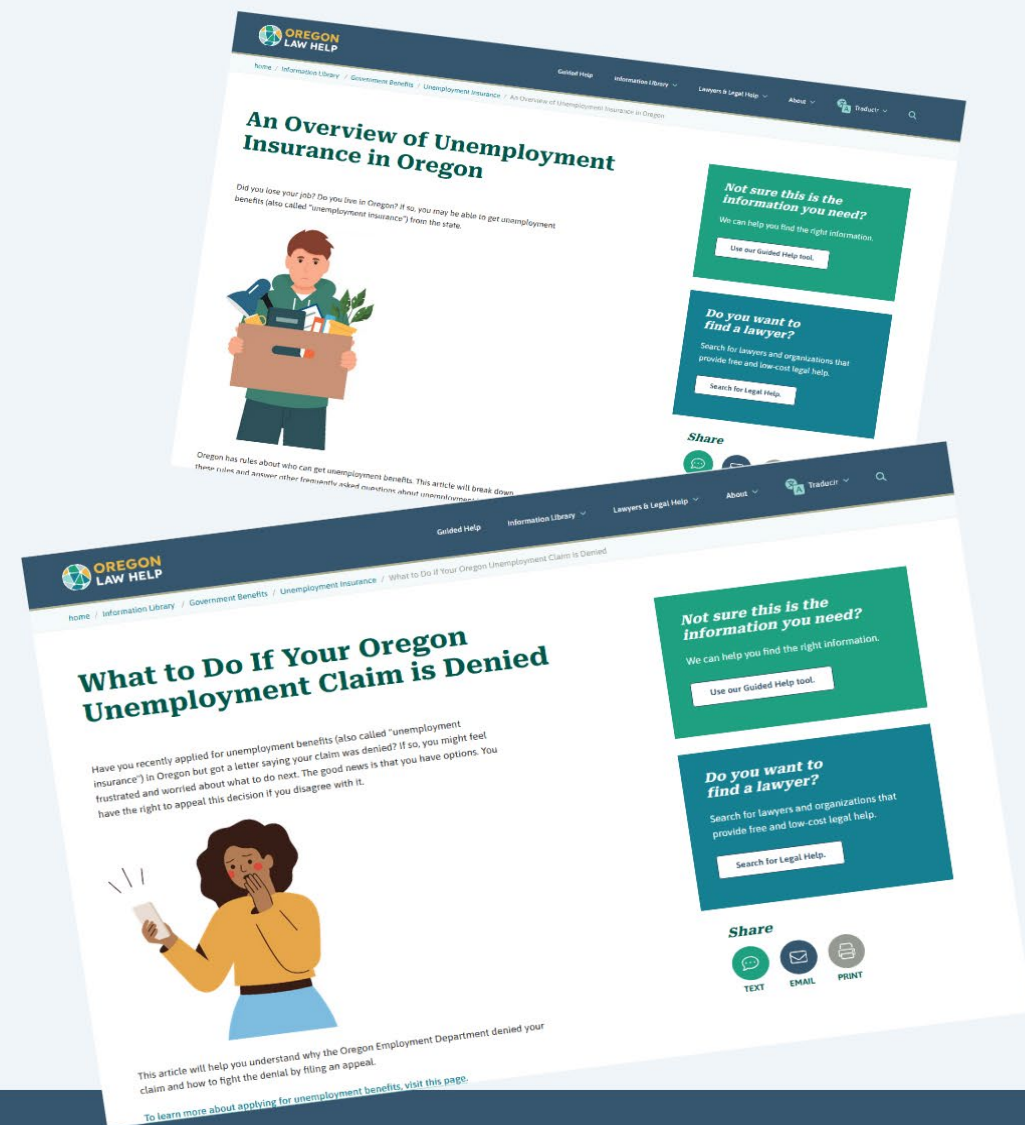 OREGON
LAW HELP
Guided Help
Information Library
Lawyers & Legal Help
About
Traducir
home / Information Library / Government Benefits / Unemployment Insurance / An Overview of Unemployment Insurance in Oregon
An Overview of Unemployment
Insurance in Oregon
Did you lose your job? Do you live in Oregon? If so, you may be able to get unemployment
benefits (also called "unemployment insurance") from the state.
Oregon has rules about who can get unemployment benefits. This article will break down
these rules and answer other frequently asked questions about unemployment
Not sure this is the
information you need?
We can help you find the right information.
Use our Guided Help tool.
Do you want to
find a lawyer?
Search for lawyers and organizations that
provide free and low-cost legal help.
Search for Legal Help.
Share
OREGON
LAW HELP
Guided Help
Information Library
Lawyers & Legal Help
About
Traducir
home / Information Library / Government Benefits / Unemployment Insurance / What to Do If Your Oregon Unemployment Claim is Denied
What to Do If Your Oregon
Unemployment Claim is Denied
Have you recently applied for unemployment benefits (also called "unemployment
insurance") in Oregon but got a letter saying your claim was denied? If so, you might feel
frustrated and worried about what to do next. The good news is that you have options. You
have the right to appeal this decision if you disagree with it.
This article will help you understand why the Oregon Employment Department denied your
claim and how to fight the denial by filing an appeal.
To learn more about applying for unemployment benefits, visit this page.
Not sure this is the
information you need?
We can help you find the right information.
Use our Guided Help tool.
Do you want to
find a lawyer?
Search for lawyers and organizations that
provide free and low-cost legal help.
Search for Legal Help.
Share
TEXT
EMAIL
PRINT